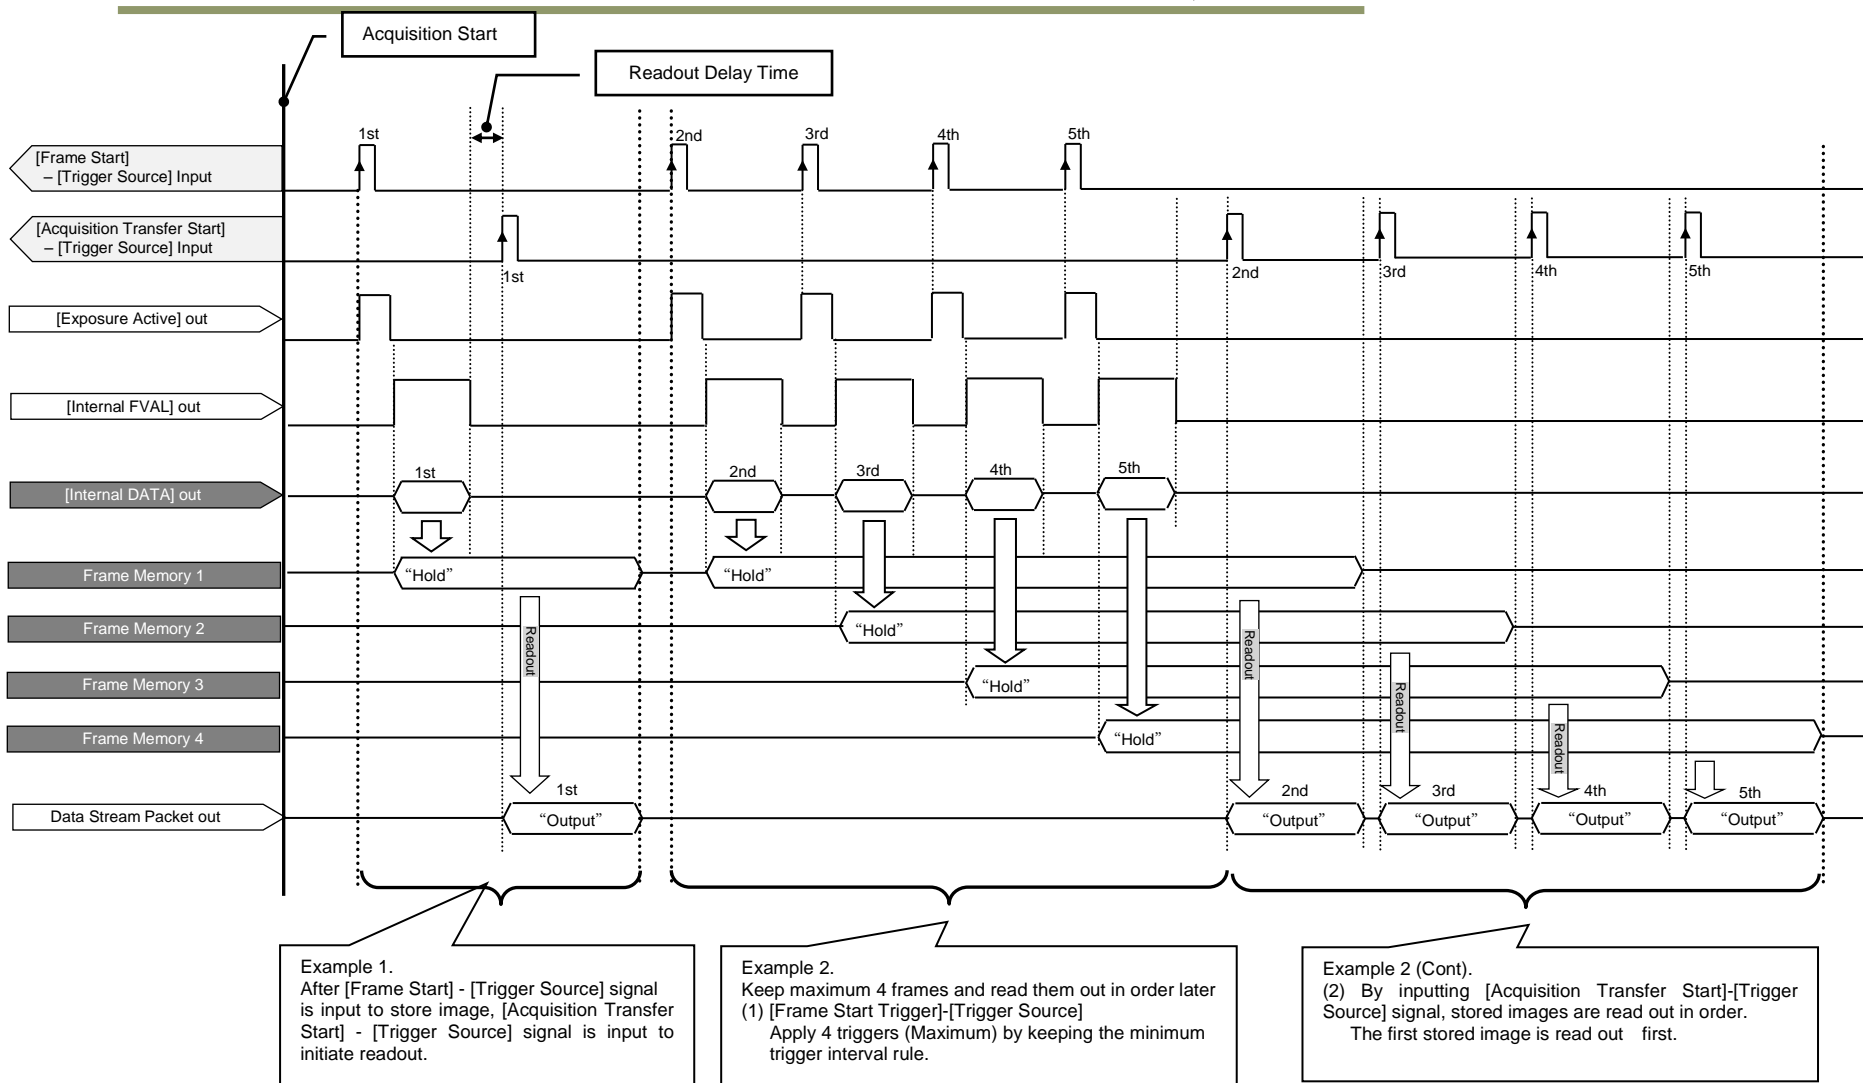 Acquisition Start
Readout Delay Time
1st
2nd
3rd
4th
5th
[Frame Start]
– [Trigger Source] Input
[Acquisition Transfer Start]
– [Trigger Source] Input
1st
2nd
3rd
4th
5th
[Exposure Active] out
[Internal FVAL] out
1st
2nd
3rd
4th
5th
[Internal DATA] out
Frame Memory 1
“Hold”
“Hold”
Frame Memory 2
“Hold”
Frame Memory 3
“Hold”
Frame Memory 4
“Hold”
Readout
Readout
Readout
Readout
1st
2nd
3rd
4th
5th
Data Stream Packet out
“Output”
“Output”
“Output”
“Output”
“Output”
Example 1.
After [Frame Start] - [Trigger Source] signal
is input to store image, [Acquisition Transfer
Start] - [Trigger Source] signal is input to
initiate readout.
Example 2.
Keep maximum 4 frames and read them out in order later
(1) [Frame Start Trigger]-[Trigger Source]
Apply 4 triggers (Maximum) by keeping the minimum
trigger interval rule.
Example 2 (Cont).
(2) By inputting [Acquisition Transfer Start]-[Trigger
Source] signal, stored images are read out in order.
The first stored image is read out first.